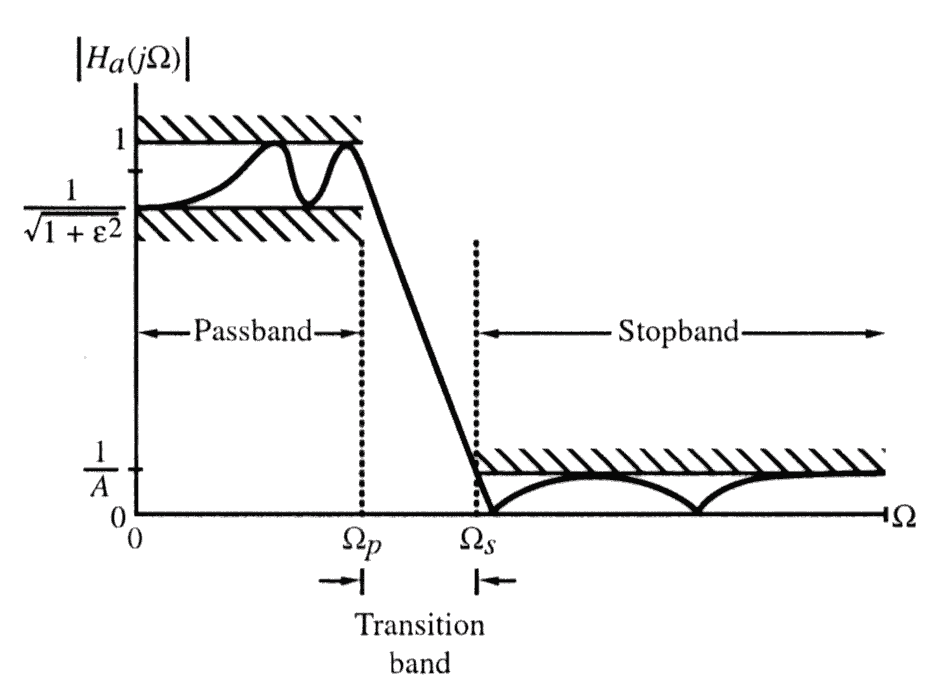 |Hₐ(jΩ)|
1
1/√(1 + ε²)
Passband
Stopband
1/A
0
0
Ωₚ
Ωₛ
Ω
Transition
band